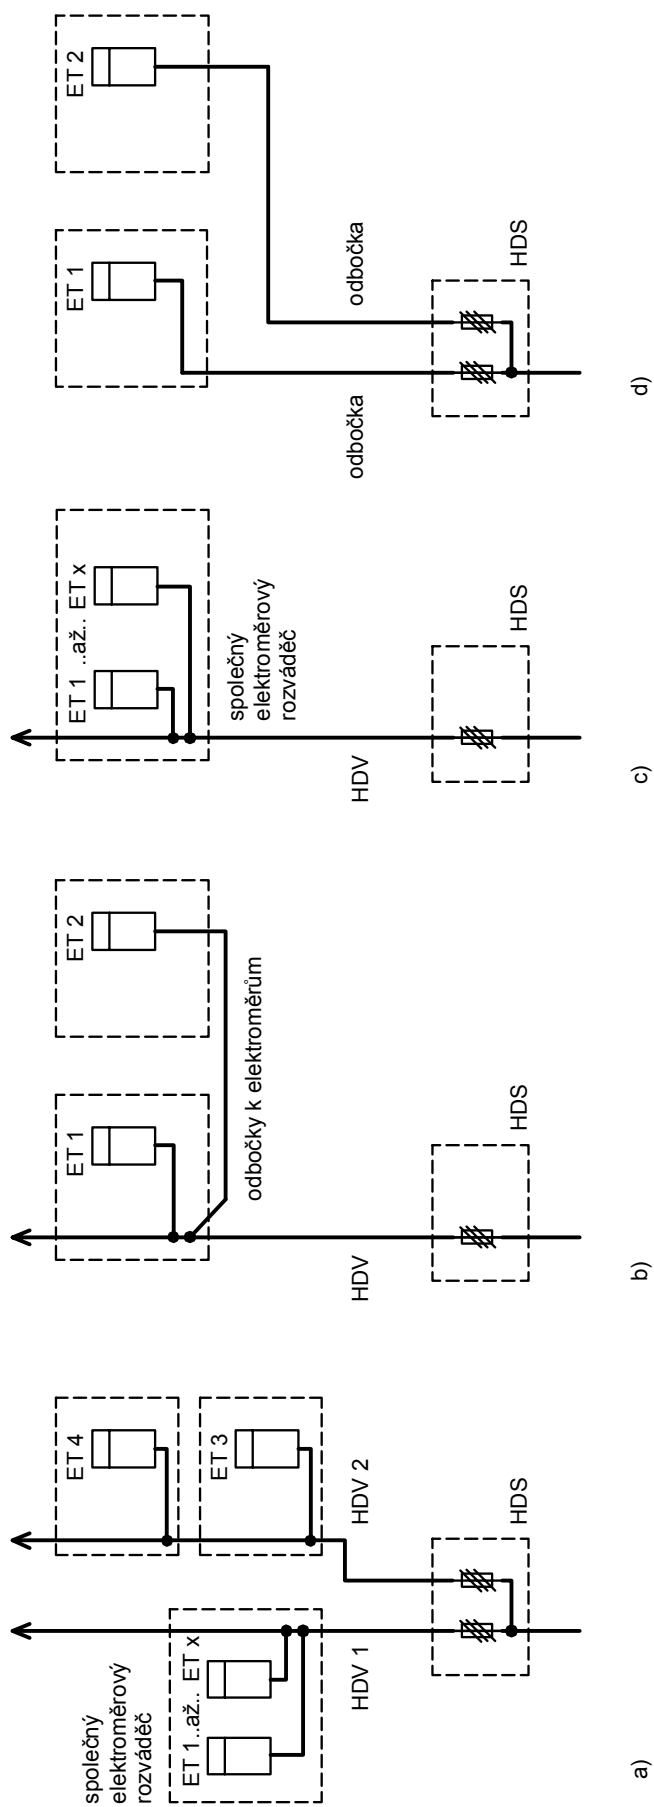 společný
elektroměrový
rozváděč
ET 1 ..až.. ET x
ET 4
ET 3
HDV 1
HDV 2
HDS
a)
ET 1
ET 2
odbočky k elektroměrům
HDV
HDS
b)
ET 1 ..až.. ET x
společný
elektroměrový
rozváděč
HDV
HDS
c)
ET 1
ET 2
odbočka
odbočka
HDS
d)